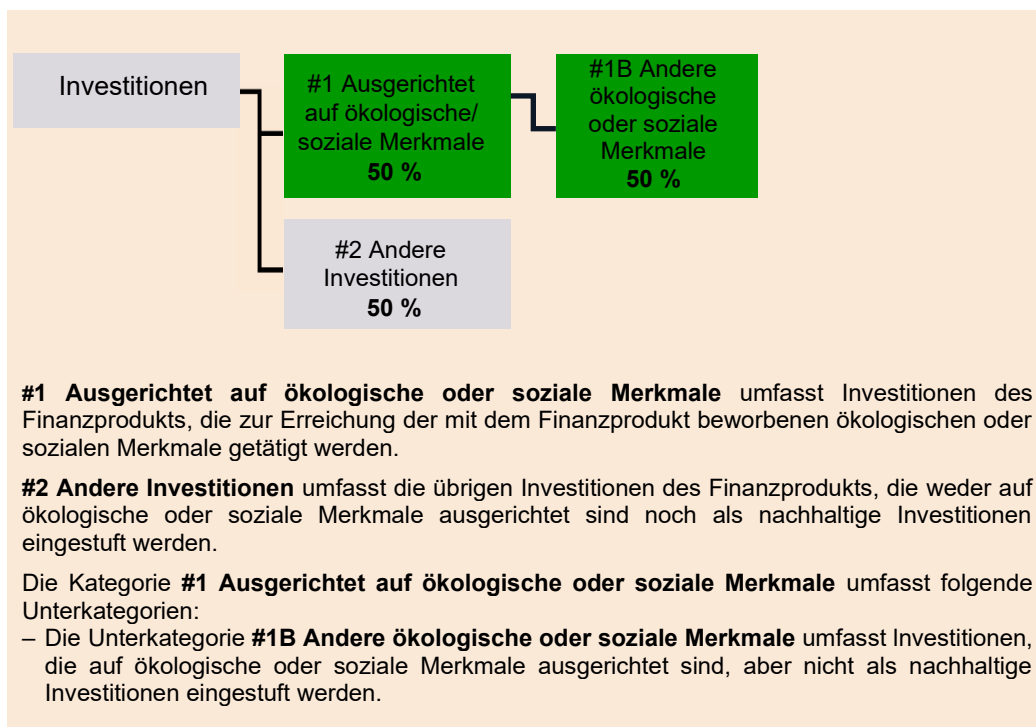 Investitionen
#1 Ausgerichtet
auf ökologische/
soziale Merkmale
50 %
#1B Andere
ökologische
oder soziale
Merkmale
50 %
#2 Andere
Investitionen
50 %
#1 Ausgerichtet auf ökologische oder soziale Merkmale umfasst Investitionen des
Finanzprodukts, die zur Erreichung der mit dem Finanzprodukt beworbenen ökologischen oder
sozialen Merkmale getätigt werden.
#2 Andere Investitionen umfasst die übrigen Investitionen des Finanzprodukts, die weder auf
ökologische oder soziale Merkmale ausgerichtet sind noch als nachhaltige Investitionen
eingestuft werden.
Die Kategorie #1 Ausgerichtet auf ökologische oder soziale Merkmale umfasst folgende
Unterkategorien:
– Die Unterkategorie #1B Andere ökologische oder soziale Merkmale umfasst Investitionen,
die auf ökologische oder soziale Merkmale ausgerichtet sind, aber nicht als nachhaltige
Investitionen eingestuft werden.